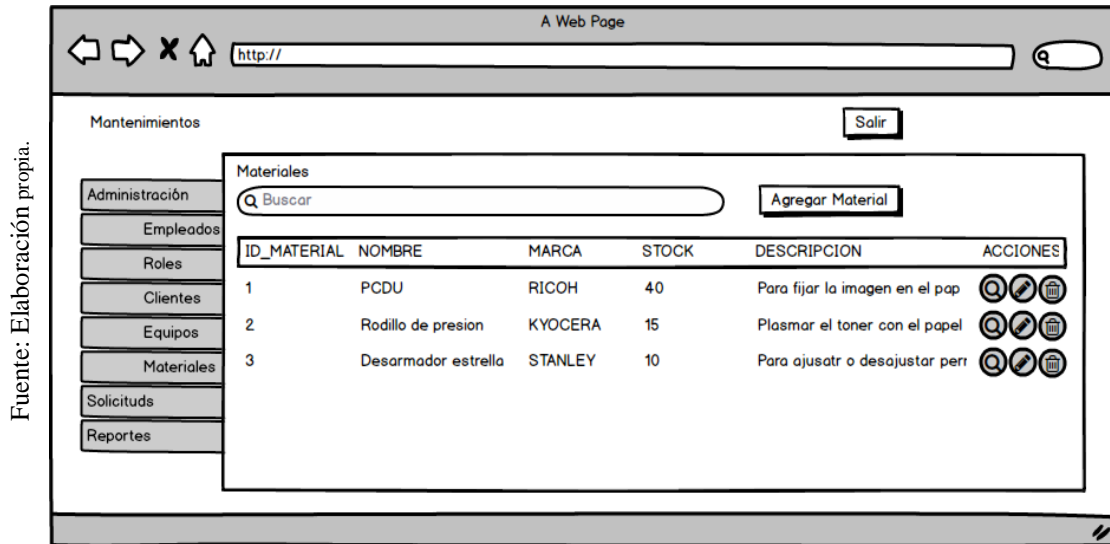 A Web Page
http://
Mantenimientos
Salir
Fuente: Elaboración propia.
Administración
Empleados
Roles
Clientes
Equipos
Materiales
Solicituds
Reportes
Materiales
Buscar
Agregar Material
ID_MATERIAL NOMBRE MARCA STOCK DESCRIPCION ACCIONES
1 PCDU RICOH 40 Para fijar la imagen en el pap
2 Rodillo de presion KYOCERA 15 Plasmar el toner con el papel
3 Desarmador estrella STANLEY 10 Para ajusatr o desajustar perr